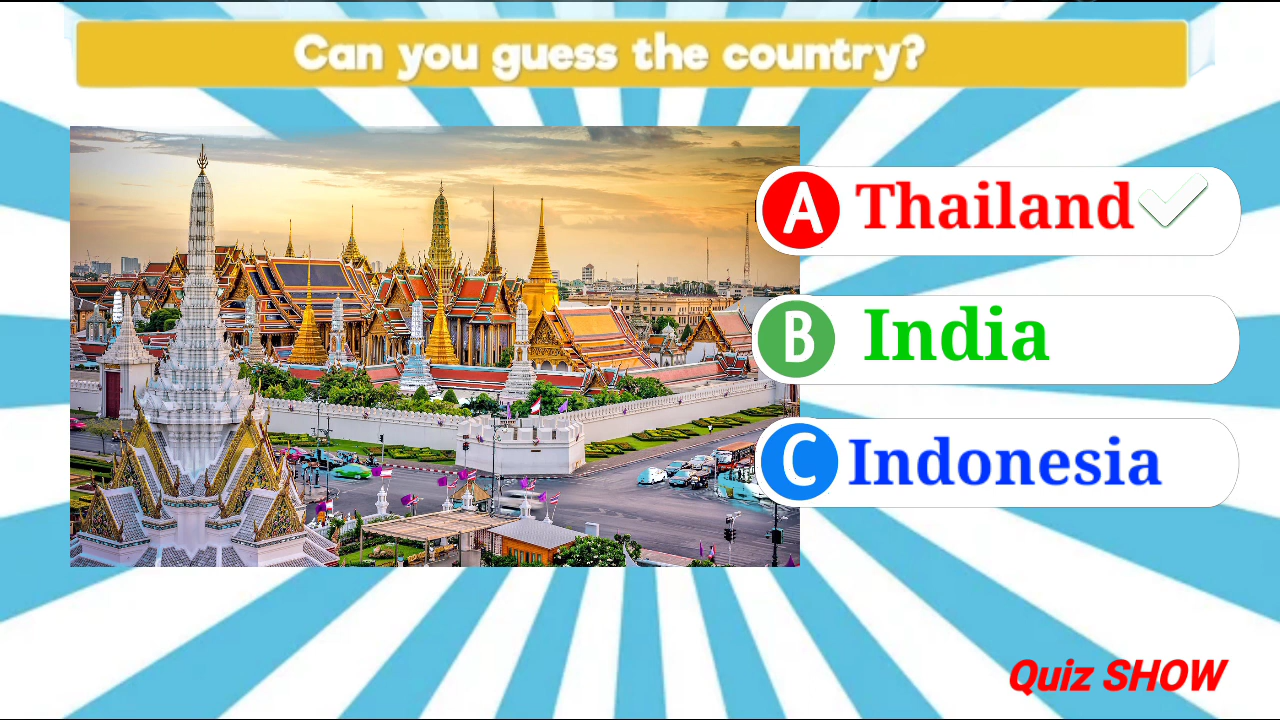 Can you guess the country?
A Thailand
B India
C Indonesia
Quiz SHOW